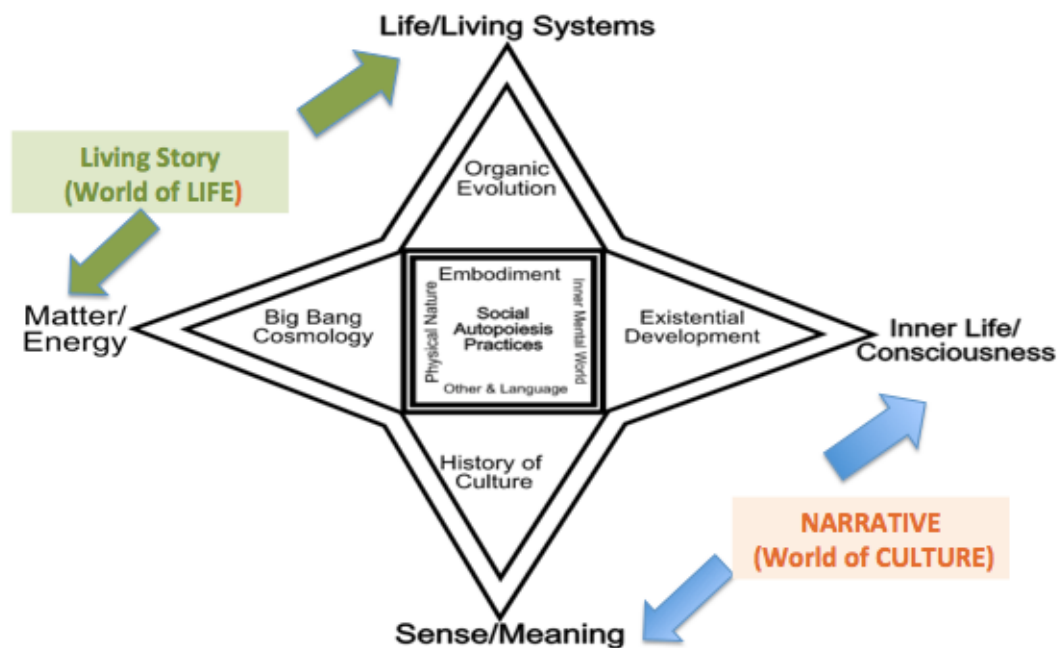 Life/Living Systems
Living Story
(World of LIFE)
Organic
Evolution
Matter/
Energy
Big Bang
Cosmology
Physical Nature
Embodiment
Social
Autopoiesis
Practices
Other & Language
Inner Mental World
Existential
Development
Inner Life/
Consciousness
History of
Culture
NARRATIVE
(World of CULTURE)
Sense/Meaning